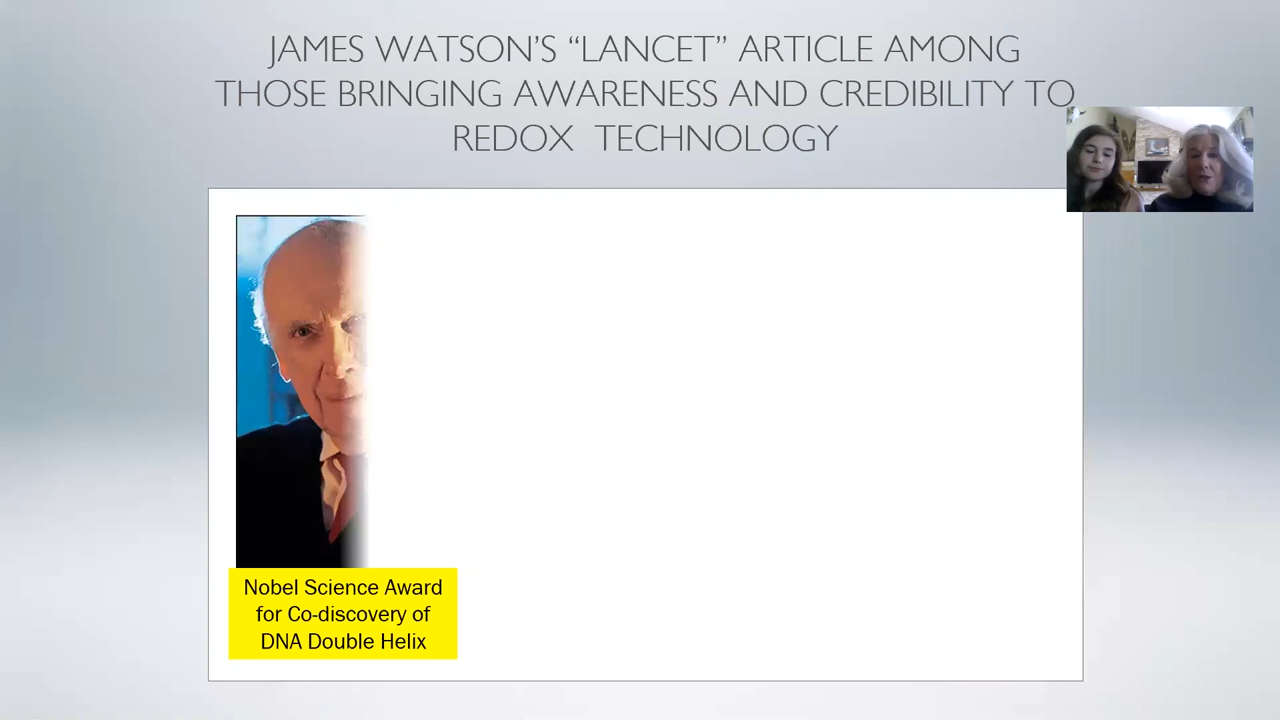 JAMES WATSON’S “LANCET” ARTICLE AMONG
THOSE BRINGING AWARENESS AND CREDIBILITY TO
REDOX  TECHNOLOGY
Nobel Science Award
for Co-discovery of
DNA Double Helix